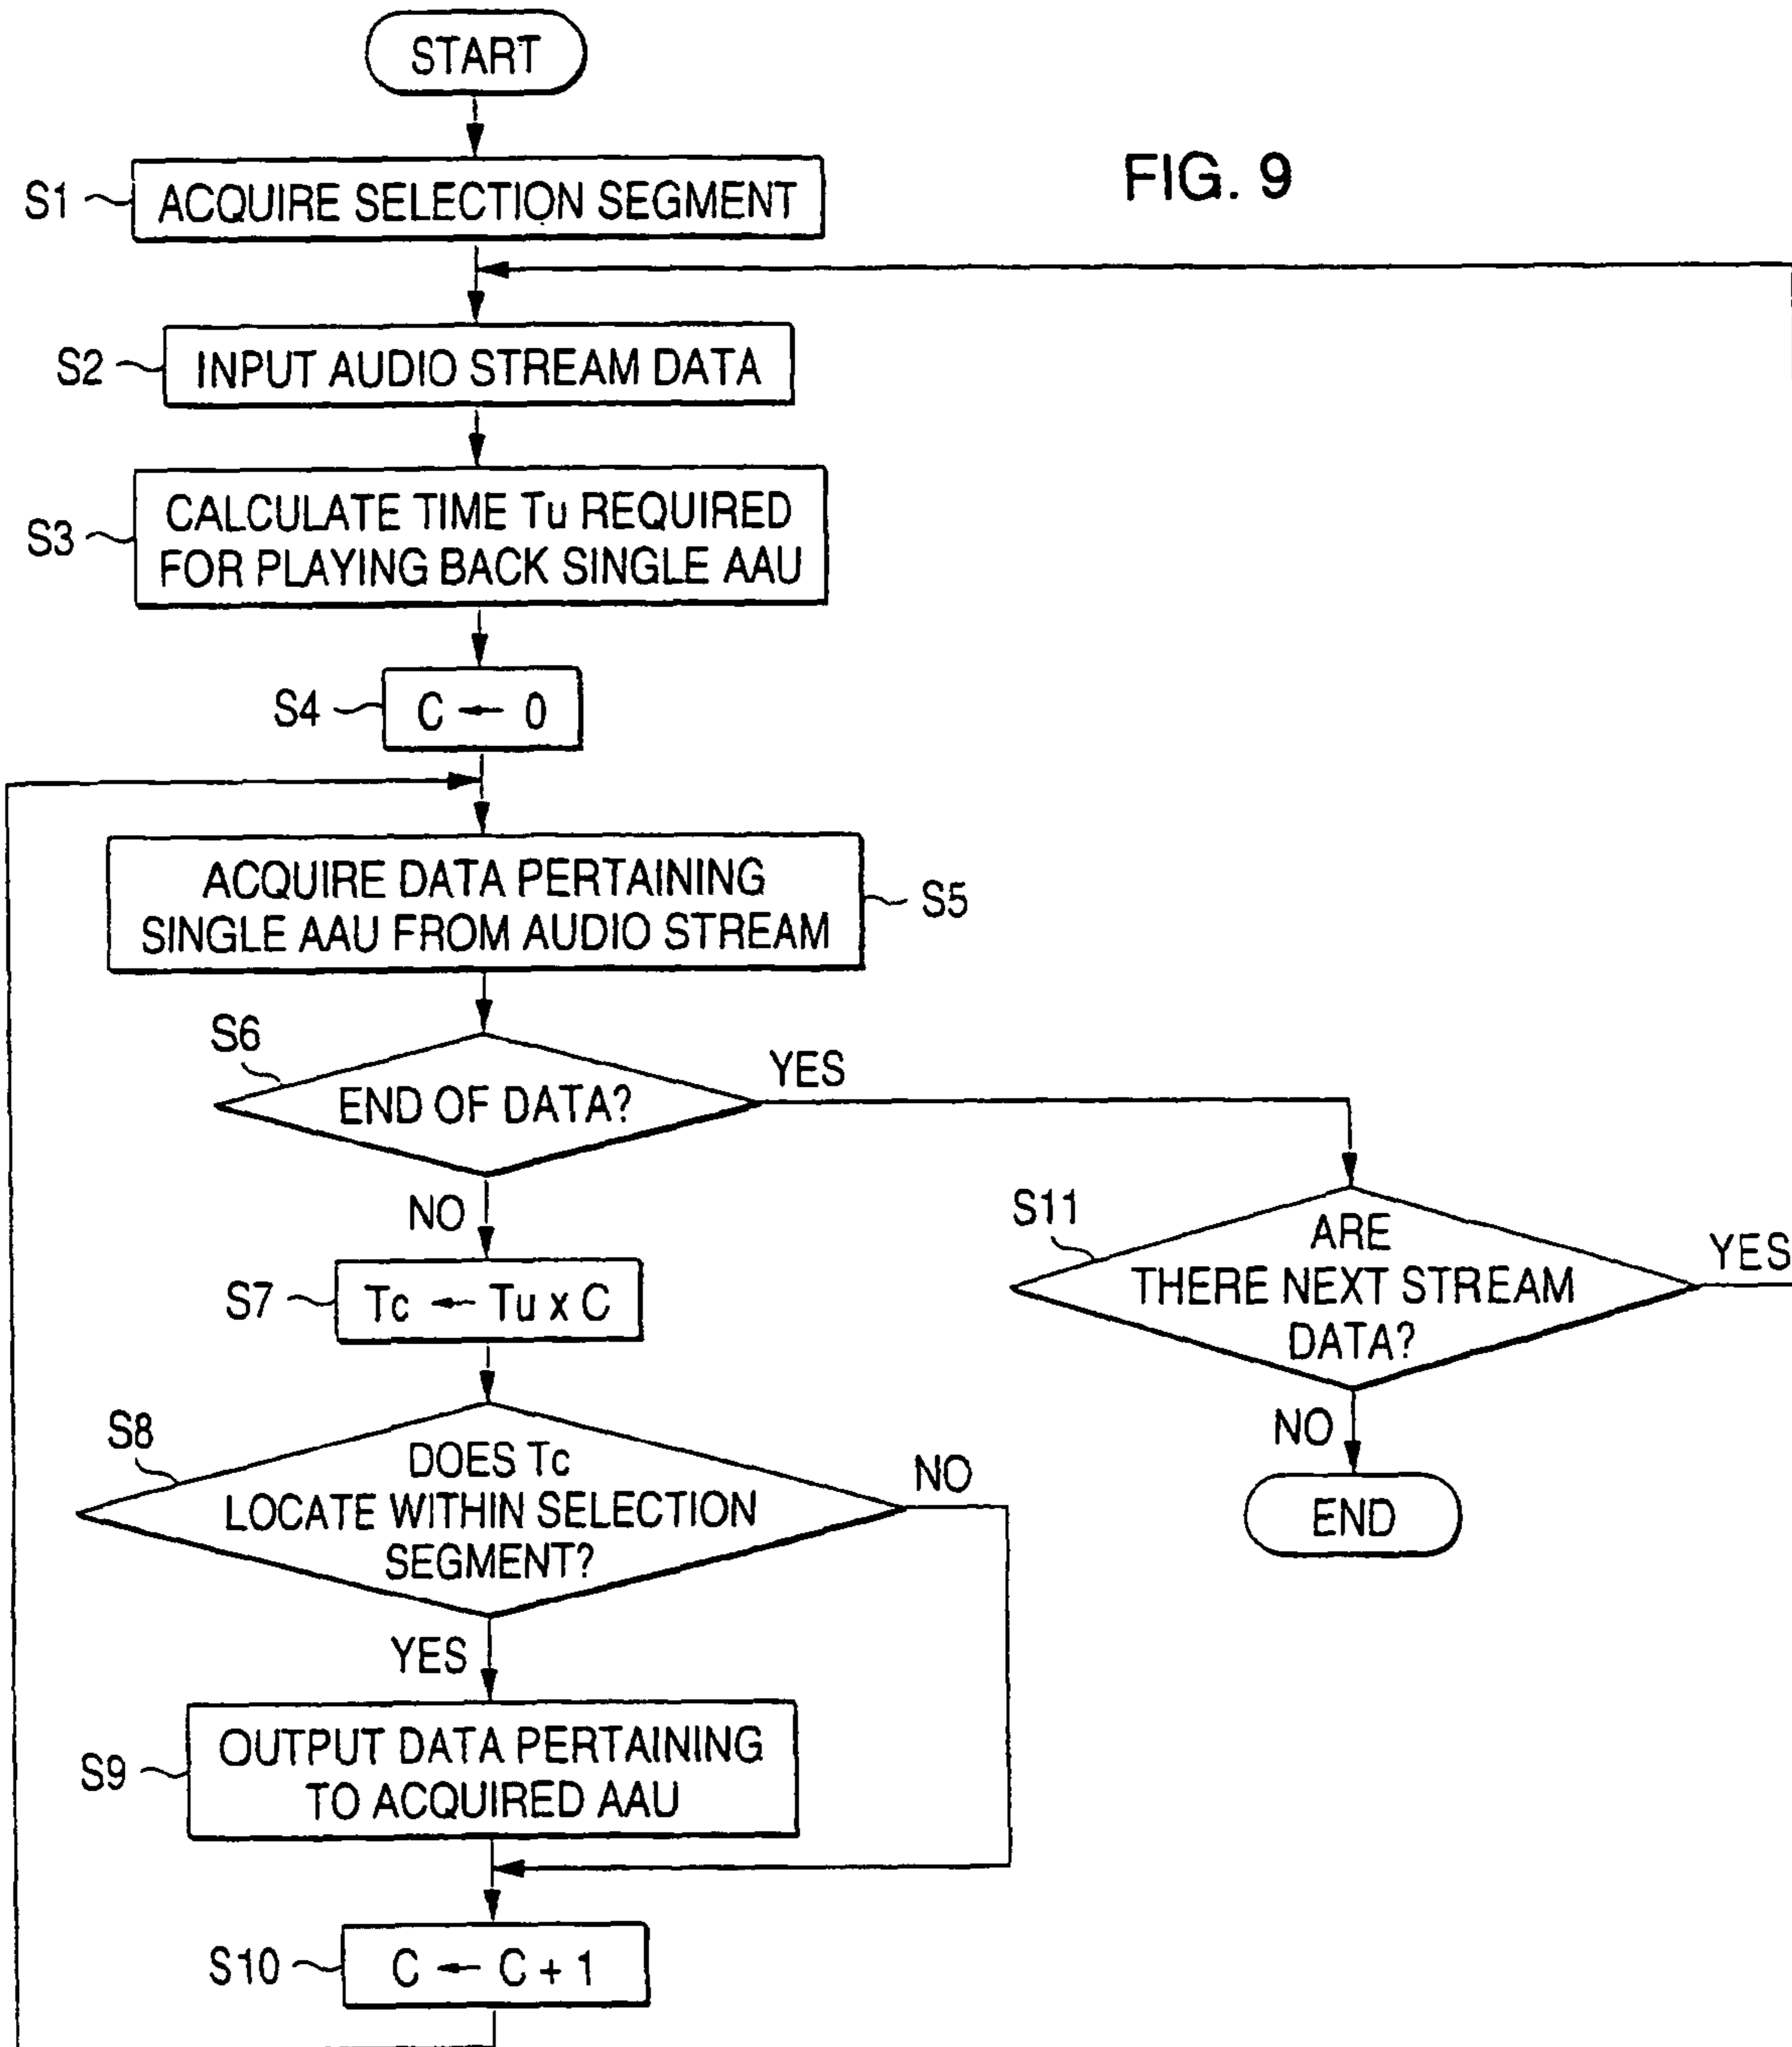 START
FIG. 9
S1
ACQUIRE SELECTION SEGMENT
S2
INPUT AUDIO STREAM DATA
S3
CALCULATE TIME Tu REQUIRED
FOR PLAYING BACK SINGLE AAU
S4
C ← 0
ACQUIRE DATA PERTAINING
SINGLE AAU FROM AUDIO STREAM
S5
S6
END OF DATA?
YES
NO
S7
Tc ← Tu x C
S8
DOES Tc
LOCATE WITHIN SELECTION
SEGMENT?
NO
YES
S9
OUTPUT DATA PERTAINING
TO ACQUIRED AAU
S10
C ← C + 1
S11
ARE
THERE NEXT STREAM
DATA?
YES
NO
END